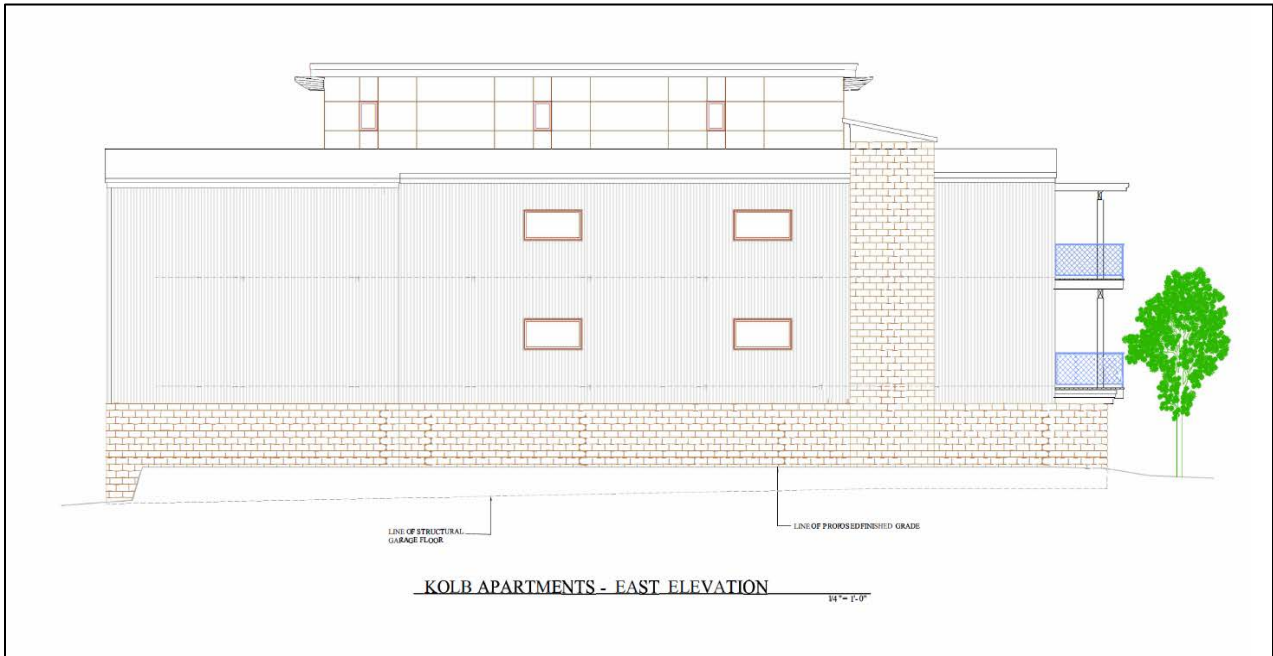 LINE OF STRUCTURAL
GARAGE FLOOR
LINE OF PROPOSED FINISHED GRADE
KOLB APARTMENTS - EAST ELEVATION
1/4"= 1'-0"